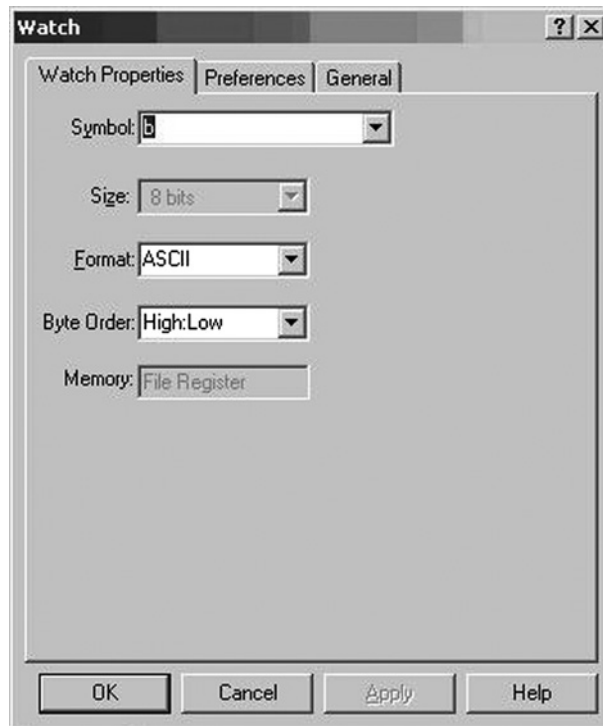 Watch
Watch Properties Preferences General
Symbol: b
Size: 8 bits
Format: ASCII
Byte Order: High:Low
Memory: File Register
OK Cancel Apply Help